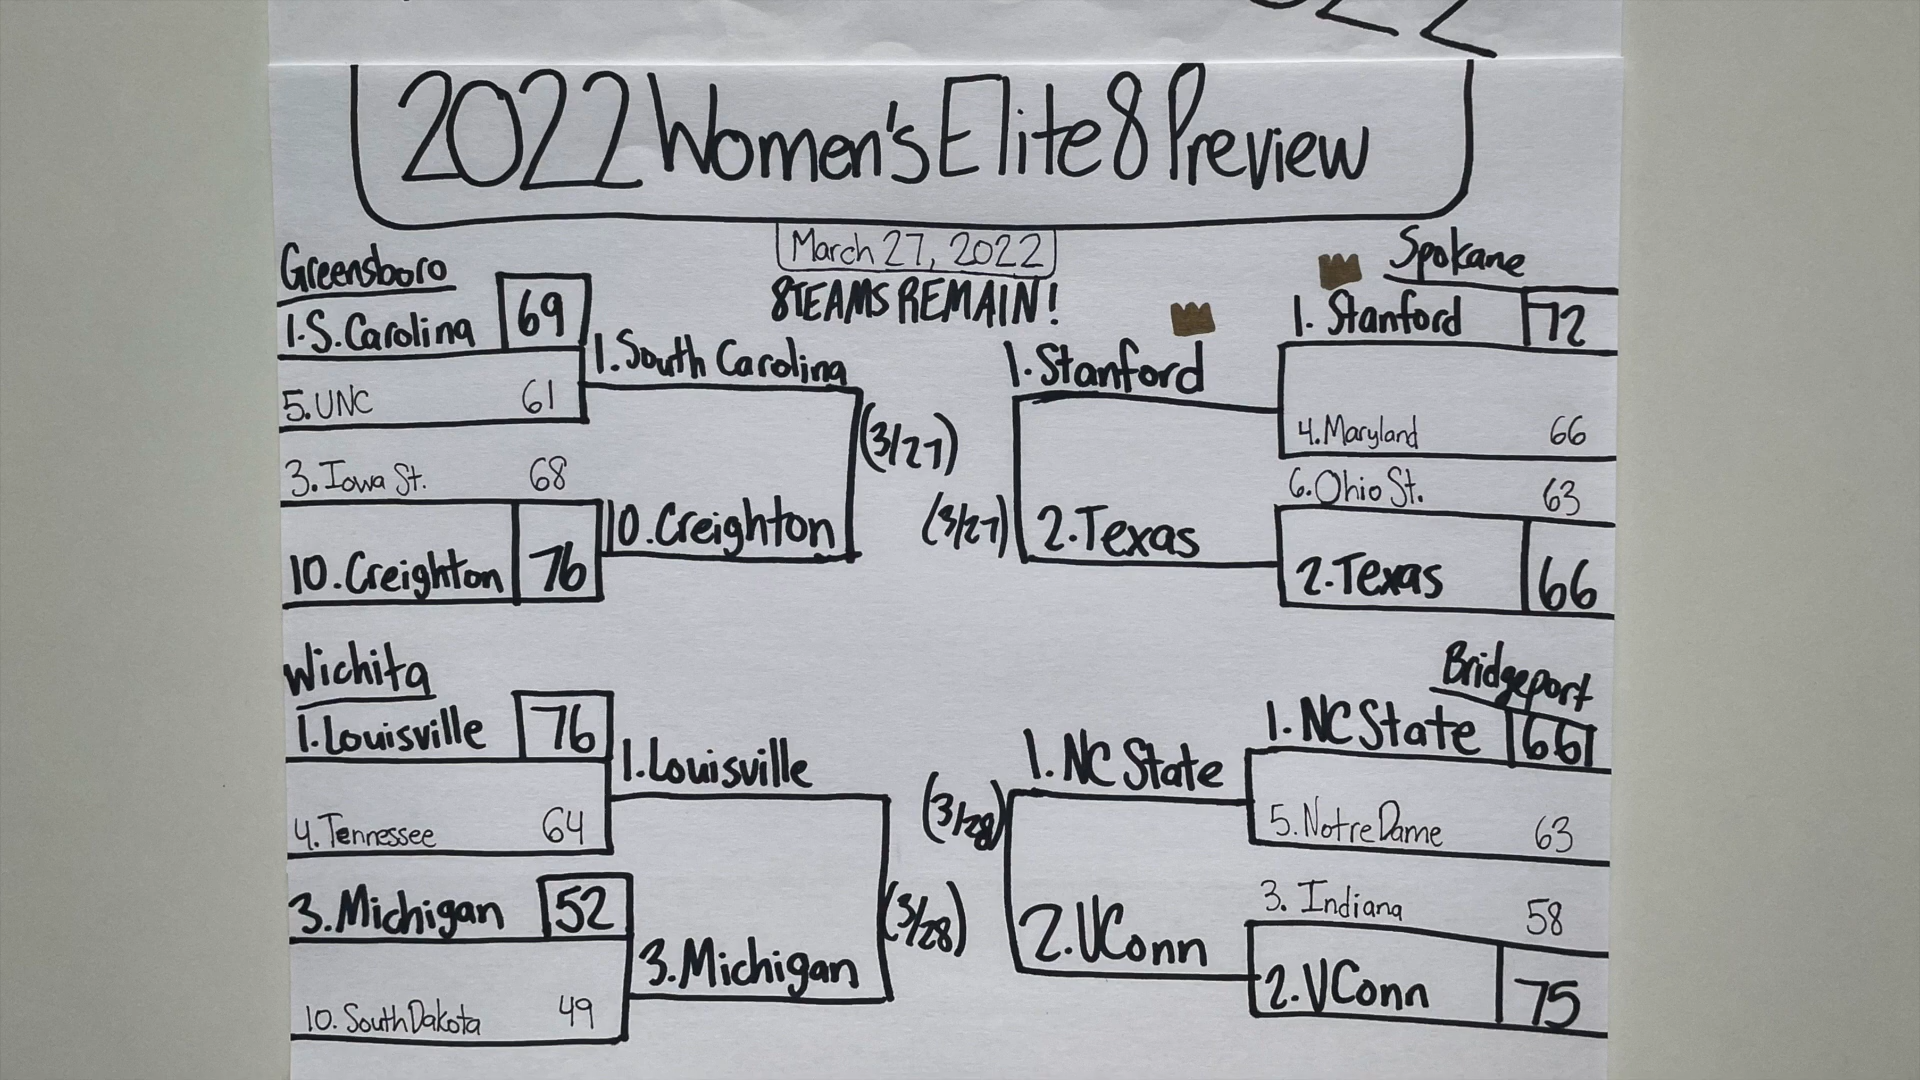 2022 Women's Elite 8 Preview
March 27, 2022
8 TEAMS REMAIN!
Greensboro
1. S. Carolina 69
5. UNC 61
3. Iowa St. 68
10. Creighton 76
1. South Carolina
(3/27)
10. Creighton
Spokane
1. Stanford 72
4. Maryland 66
6. Ohio St. 63
2. Texas 66
1. Stanford
(3/27)
2. Texas
Wichita
1. Louisville 76
4. Tennessee 64
3. Michigan 52
10. South Dakota 49
1. Louisville
(3/28)
3. Michigan
Bridgeport
1. NC State 66
5. Notre Dame 63
3. Indiana 58
2. UConn 75
1. NC State
(3/28)
2. UConn